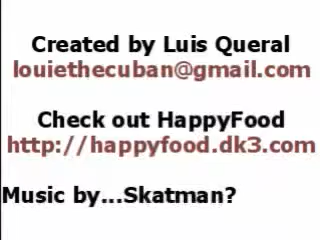 Created by Luis Queral
louiethecuban@gmail.com
Check out HappyFood
http://happyfood.dk3.com
Music by...Skatman?